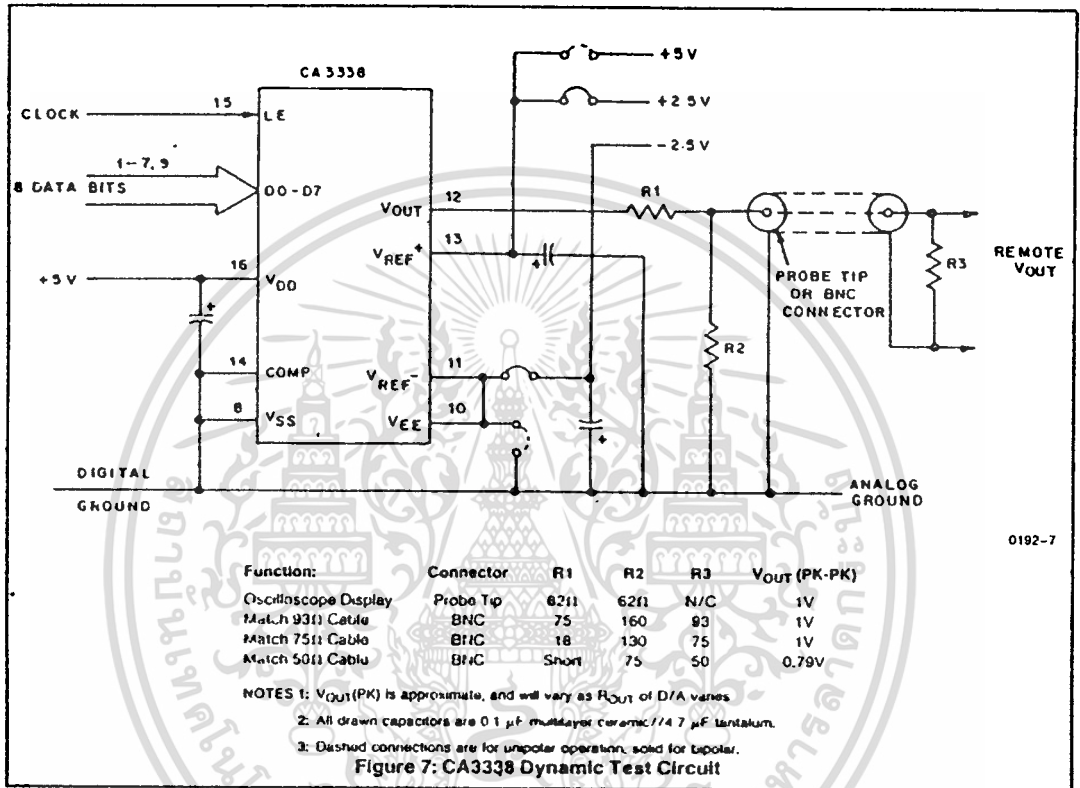 CA3338
CLOCK
15
LE
1-7, 9
8 DATA BITS
D0-D7
+5V
16
VDD
14
COMP
8
VSS
VOUT
12
VREF+
13
VREF-
11
VEE
10
+5V
+2.5V
-2.5V
R1
R2
R3
PROBE TIP
OR BNC
CONNECTOR
REMOTE
VOUT
DIGITAL
GROUND
ANALOG
GROUND
0192-7
Function: Connector R1 R2 R3 VOUT (PK-PK)
Oscilloscope Display Probe Tip 62Ω 62Ω N/C 1V
Match 93Ω Cable BNC 75 160 93 1V
Match 75Ω Cable BNC 18 130 75 1V
Match 50Ω Cable BNC Short 75 50 0.79V
NOTES 1: VOUT(PK) is approximate, and will vary as ROUT of D/A varies
2: All drawn capacitors are 0.1 µF multilayer ceramic//4.7 µF tantalum.
3: Dashed connections are for unipolar operation, solid for bipolar.
Figure 7: CA3338 Dynamic Test Circuit